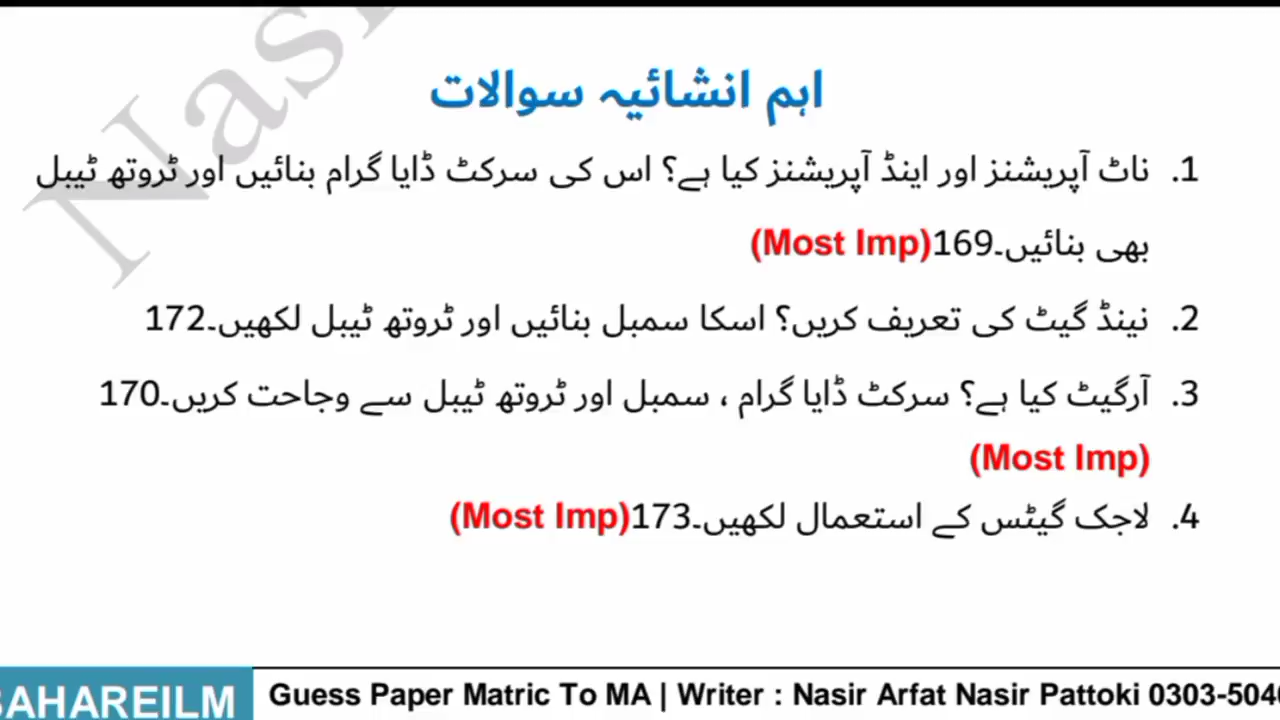 Nasir
اہم انشائیہ سوالات
1. ناٹ آپریشنز اور اینڈ آپریشنز کیا ہے؟ اس کی سرکٹ ڈایا گرام بنائیں اور ٹروتھ ٹیبل
بھی بنائیں۔169(Most Imp)
2. نینڈ گیٹ کی تعریف کریں؟ اسکا سمبل بنائیں اور ٹروتھ ٹیبل لکھیں۔172
3. آرگیٹ کیا ہے؟ سرکٹ ڈایا گرام ، سمبل اور ٹروتھ ٹیبل سے وجاحت کریں۔170
(Most Imp)
4. لاجک گیٹس کے استعمال لکھیں۔173(Most Imp)
BAHAREILM
Guess Paper Matric To MA | Writer : Nasir Arfat Nasir Pattoki 0303-504